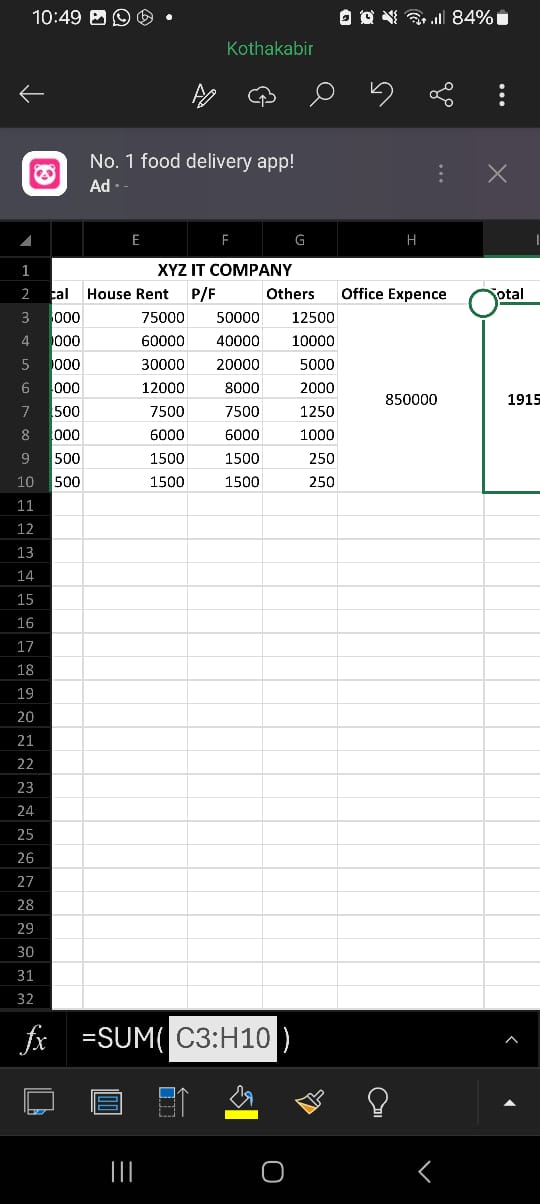 10:49 84%
Kothakabir
No. 1 food delivery app!
Ad
E F G H I
1 XYZ IT COMPANY
2 cal House Rent P/F Others Office Expence Total
3 5000 75000 50000 12500
4 0000 60000 40000 10000
5 0000 30000 20000 5000
6 000 12000 8000 2000 850000 1915
7 500 7500 7500 1250
8 000 6000 6000 1000
9 500 1500 1500 250
10 500 1500 1500 250
11
12
13
14
15
16
17
18
19
20
21
22
23
24
25
26
27
28
29
30
31
32
fx =SUM( C3:H10 )